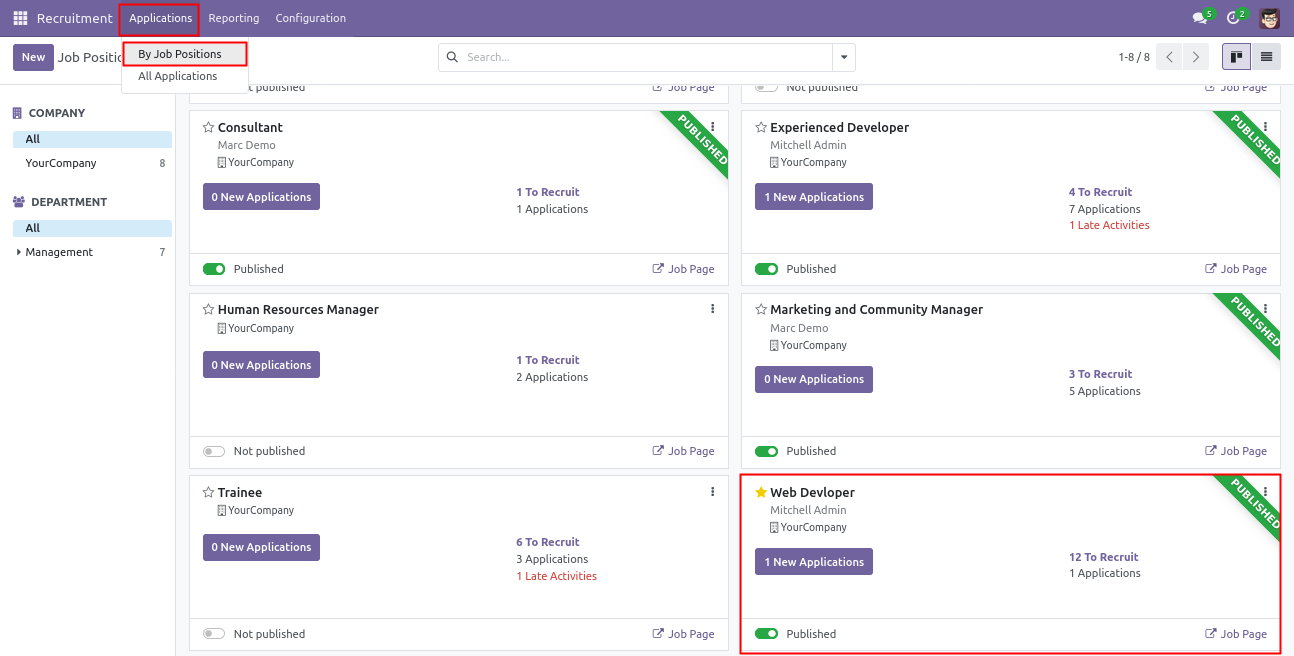 Recruitment Applications Reporting Configuration 5 2
New Job Positic Search... 1-8 / 8
By Job Positions
All Applications
COMPANY
All
YourCompany 8
DEPARTMENT
All
Management 7
t published Job Page
Not published Job Page
Consultant
Marc Demo
YourCompany
0 New Applications
1 To Recruit
1 Applications
Published Job Page
PUBLISHED
Experienced Developer
Mitchell Admin
YourCompany
1 New Applications
4 To Recruit
7 Applications
1 Late Activities
Published Job Page
PUBLISHED
Human Resources Manager
YourCompany
0 New Applications
1 To Recruit
2 Applications
Not published Job Page
Marketing and Community Manager
Marc Demo
YourCompany
0 New Applications
3 To Recruit
5 Applications
Published Job Page
PUBLISHED
Trainee
YourCompany
0 New Applications
6 To Recruit
3 Applications
1 Late Activities
Not published Job Page
Web Devloper
Mitchell Admin
YourCompany
1 New Applications
12 To Recruit
1 Applications
Published Job Page
PUBLISHED